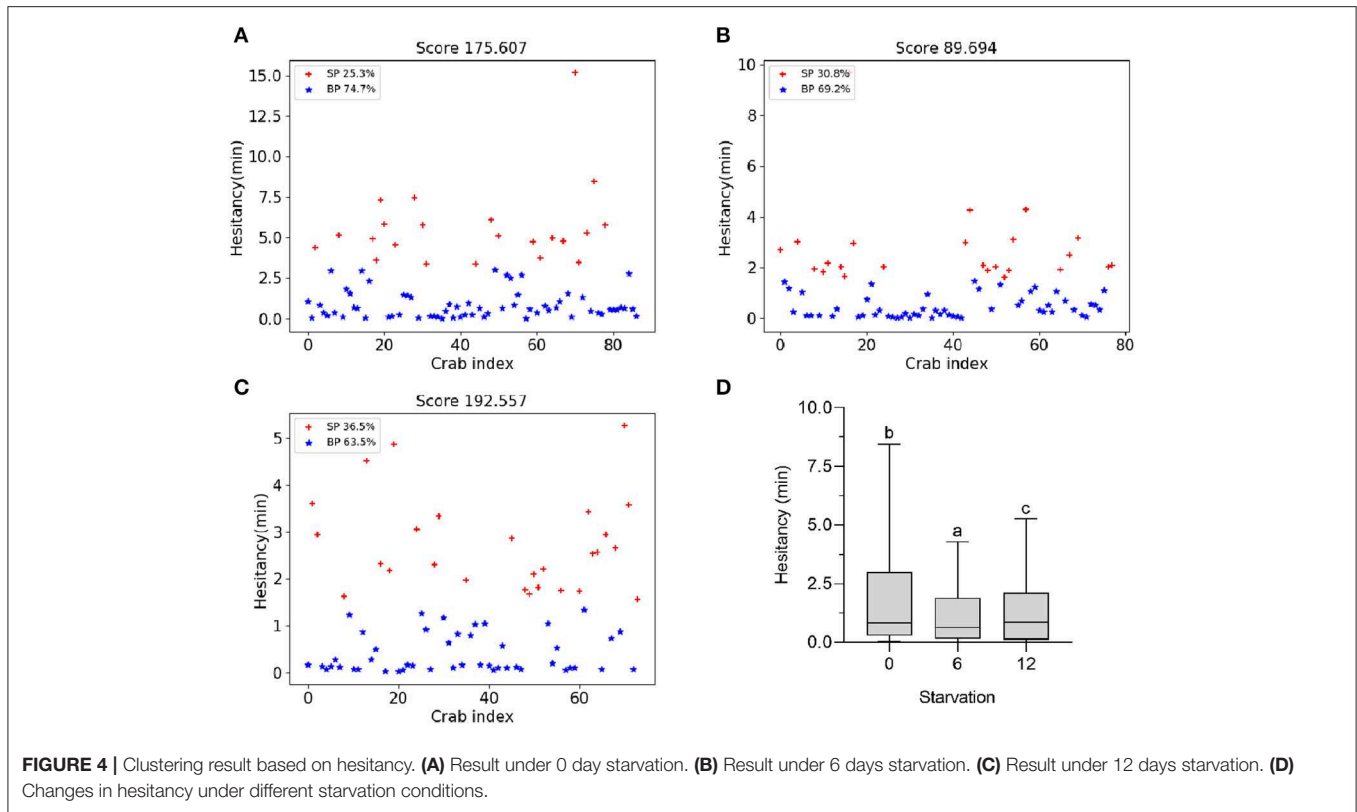 A
Score 175.607
SP 25.3%
BP 74.7%
15.0
12.5
10.0
7.5
5.0
2.5
0.0
Hesitancy(min)
0 20 40 60 80
Crab index
B
Score 89.694
SP 30.8%
BP 69.2%
10
8
6
4
2
0
Hesitancy(min)
0 20 40 60 80
Crab index
C
Score 192.557
SP 36.5%
BP 63.5%
5
4
3
2
1
0
Hesitancy(min)
0 20 40 60
Crab index
D
10.0
7.5
5.0
2.5
0.0
Hesitancy (min)
b
a
c
0 6 12
Starvation
FIGURE 4 | Clustering result based on hesitancy. (A) Result under 0 day starvation. (B) Result under 6 days starvation. (C) Result under 12 days starvation. (D)
Changes in hesitancy under different starvation conditions.